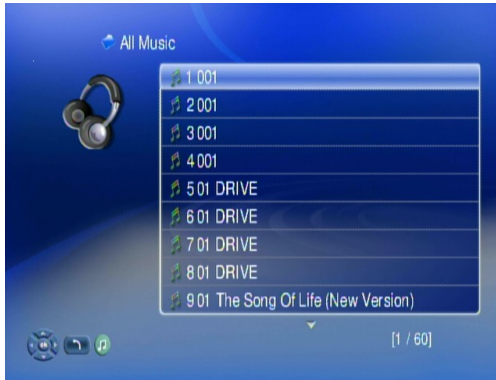 All Music
1 001
2 001
3 001
4 001
5 01 DRIVE
6 01 DRIVE
7 01 DRIVE
8 01 DRIVE
9 01 The Song Of Life (New Version)
[1 / 60]